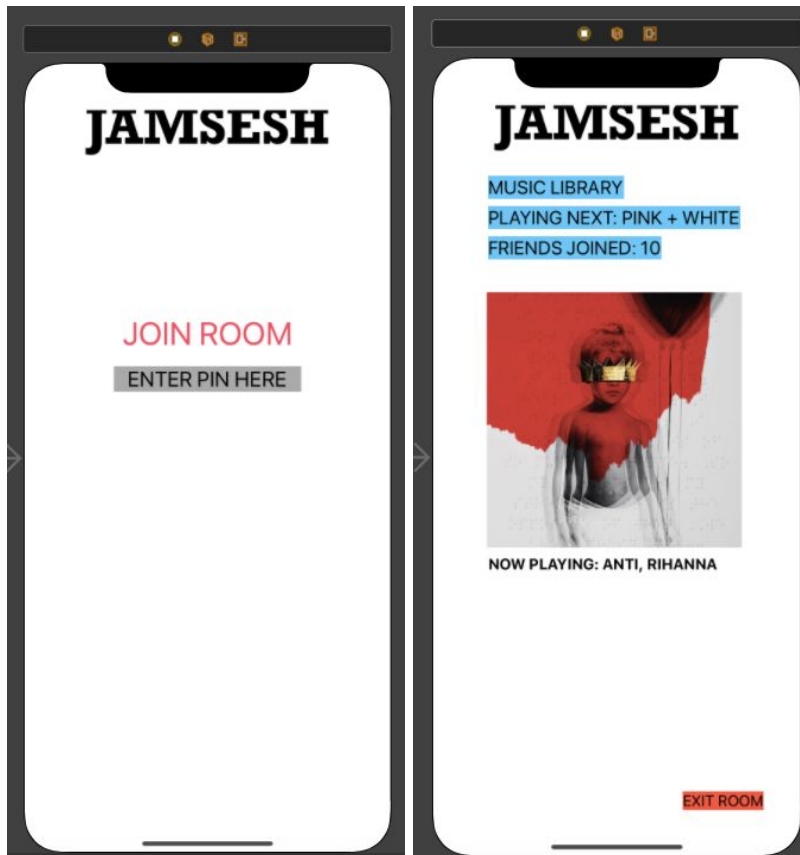 JAMSESH
JOIN ROOM
ENTER PIN HERE
JAMSESH
MUSIC LIBRARY
PLAYING NEXT: PINK + WHITE
FRIENDS JOINED: 10
NOW PLAYING: ANTI, RIHANNA
EXIT ROOM